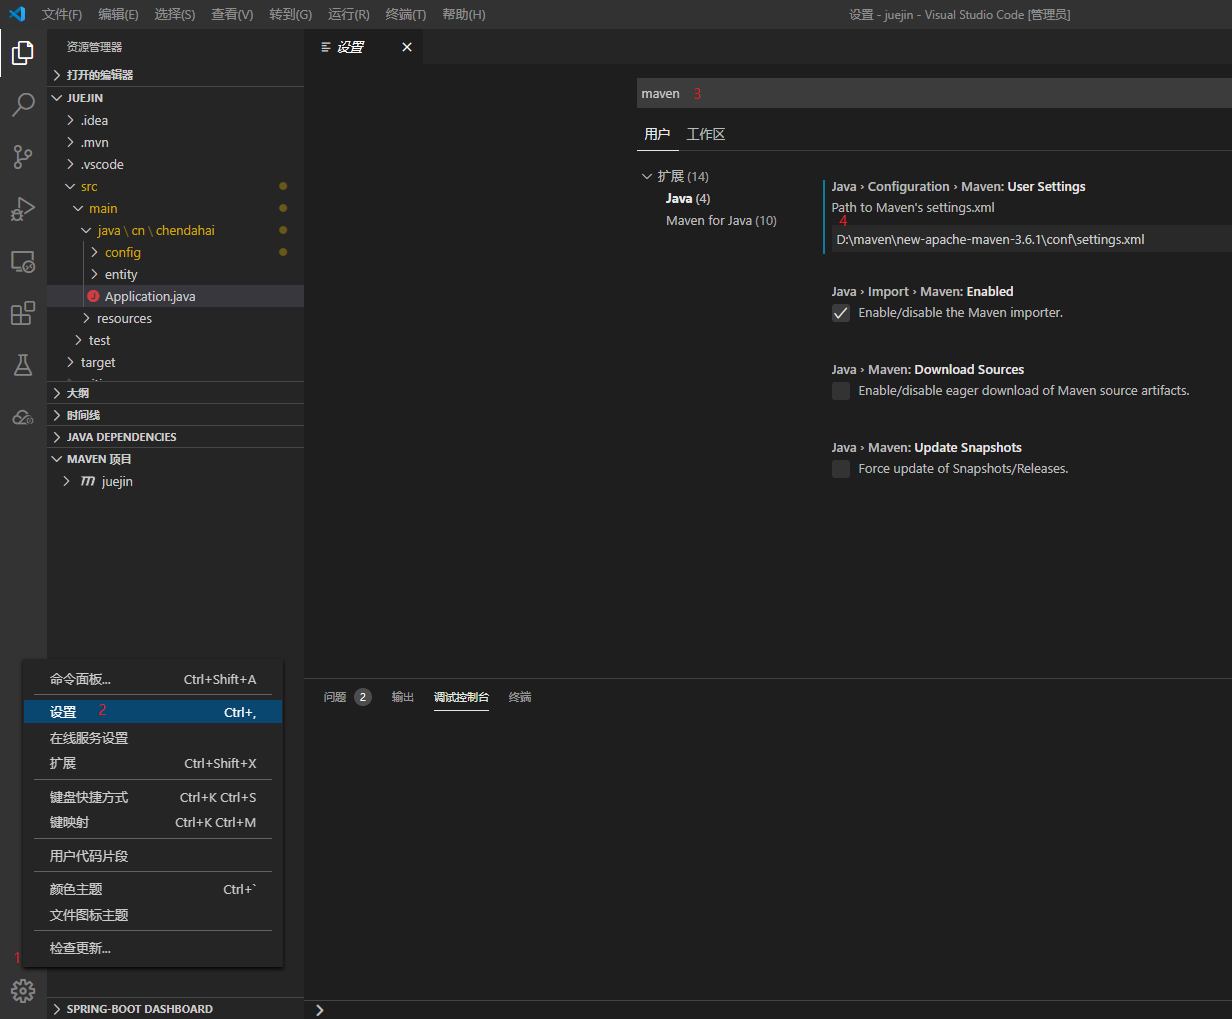 文件(F) 编辑(E) 选择(S) 查看(V) 转到(G) 运行(R) 终端(T) 帮助(H) 设置 - juejin - Visual Studio Code [管理员]
资源管理器
打开的编辑器
JUEJIN
.idea
.mvn
.vscode
src
main
java \ cn \ chendahai
config
entity
J Application.java
resources
test
target
大纲
时间线
JAVA DEPENDENCIES
MAVEN 项目
m juejin
SPRING-BOOT DASHBOARD
设置
maven 3
用户 工作区
扩展 (14)
Java (4)
Maven for Java (10)
Java › Configuration › Maven: User Settings
Path to Maven's settings.xml
4
D:\maven\new-apache-maven-3.6.1\conf\settings.xml
Java › Import › Maven: Enabled
Enable/disable the Maven importer.
Java › Maven: Download Sources
Enable/disable eager download of Maven source artifacts.
Java › Maven: Update Snapshots
Force update of Snapshots/Releases.
问题 2 输出 调试控制台 终端
命令面板... Ctrl+Shift+A
设置 2 Ctrl+,
在线服务设置
扩展 Ctrl+Shift+X
键盘快捷方式 Ctrl+K Ctrl+S
键映射 Ctrl+K Ctrl+M
用户代码片段
颜色主题 Ctrl+`
文件图标主题
检查更新...
1